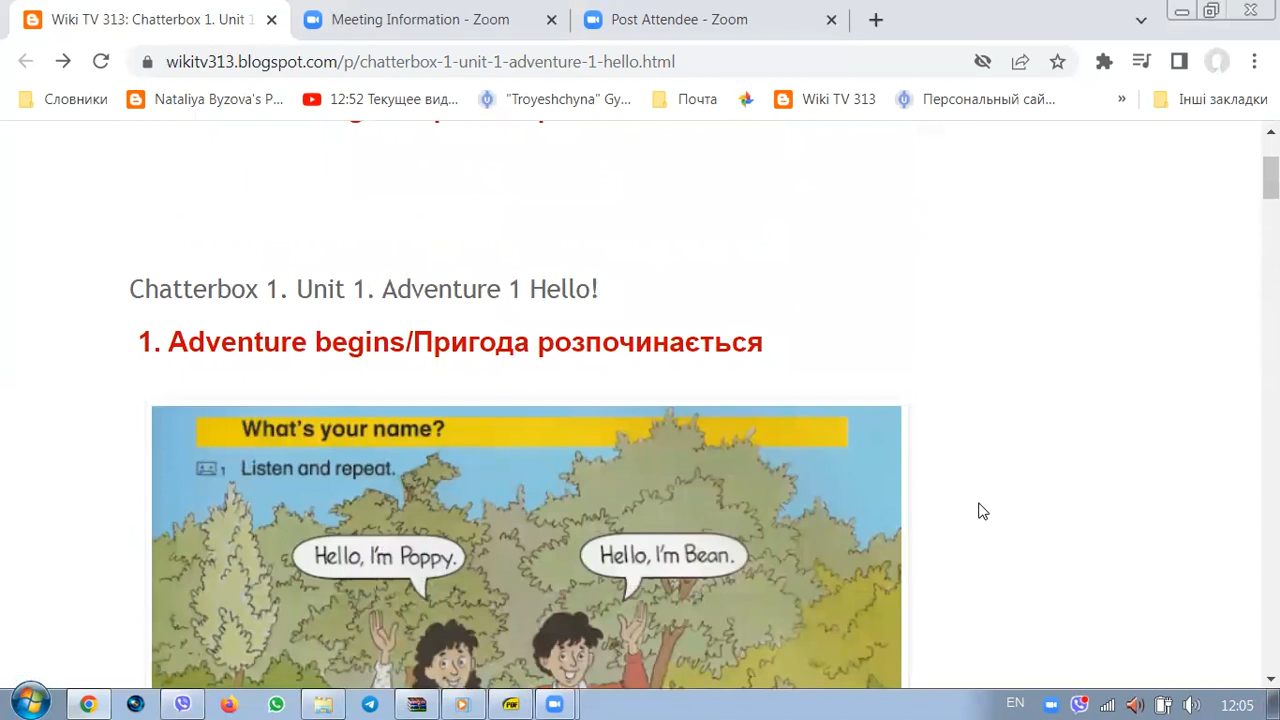 Wiki TV 313: Chatterbox 1. Unit 1
Meeting Information - Zoom
Post Attendee - Zoom
wikitv313.blogspot.com/p/chatterbox-1-unit-1-adventure-1-hello.html
Словники
Nataliya Byzova's P...
12:52 Текущее вид...
"Troyeshchyna" Gy...
Почта
Wiki TV 313
Персональный сай...
»
Інші закладки
Chatterbox 1. Unit 1. Adventure 1 Hello!
1. Adventure begins/Пригода розпочинається
What's your name?
1 Listen and repeat.
Hello, I'm Poppy.
Hello, I'm Bean.
EN
12:05